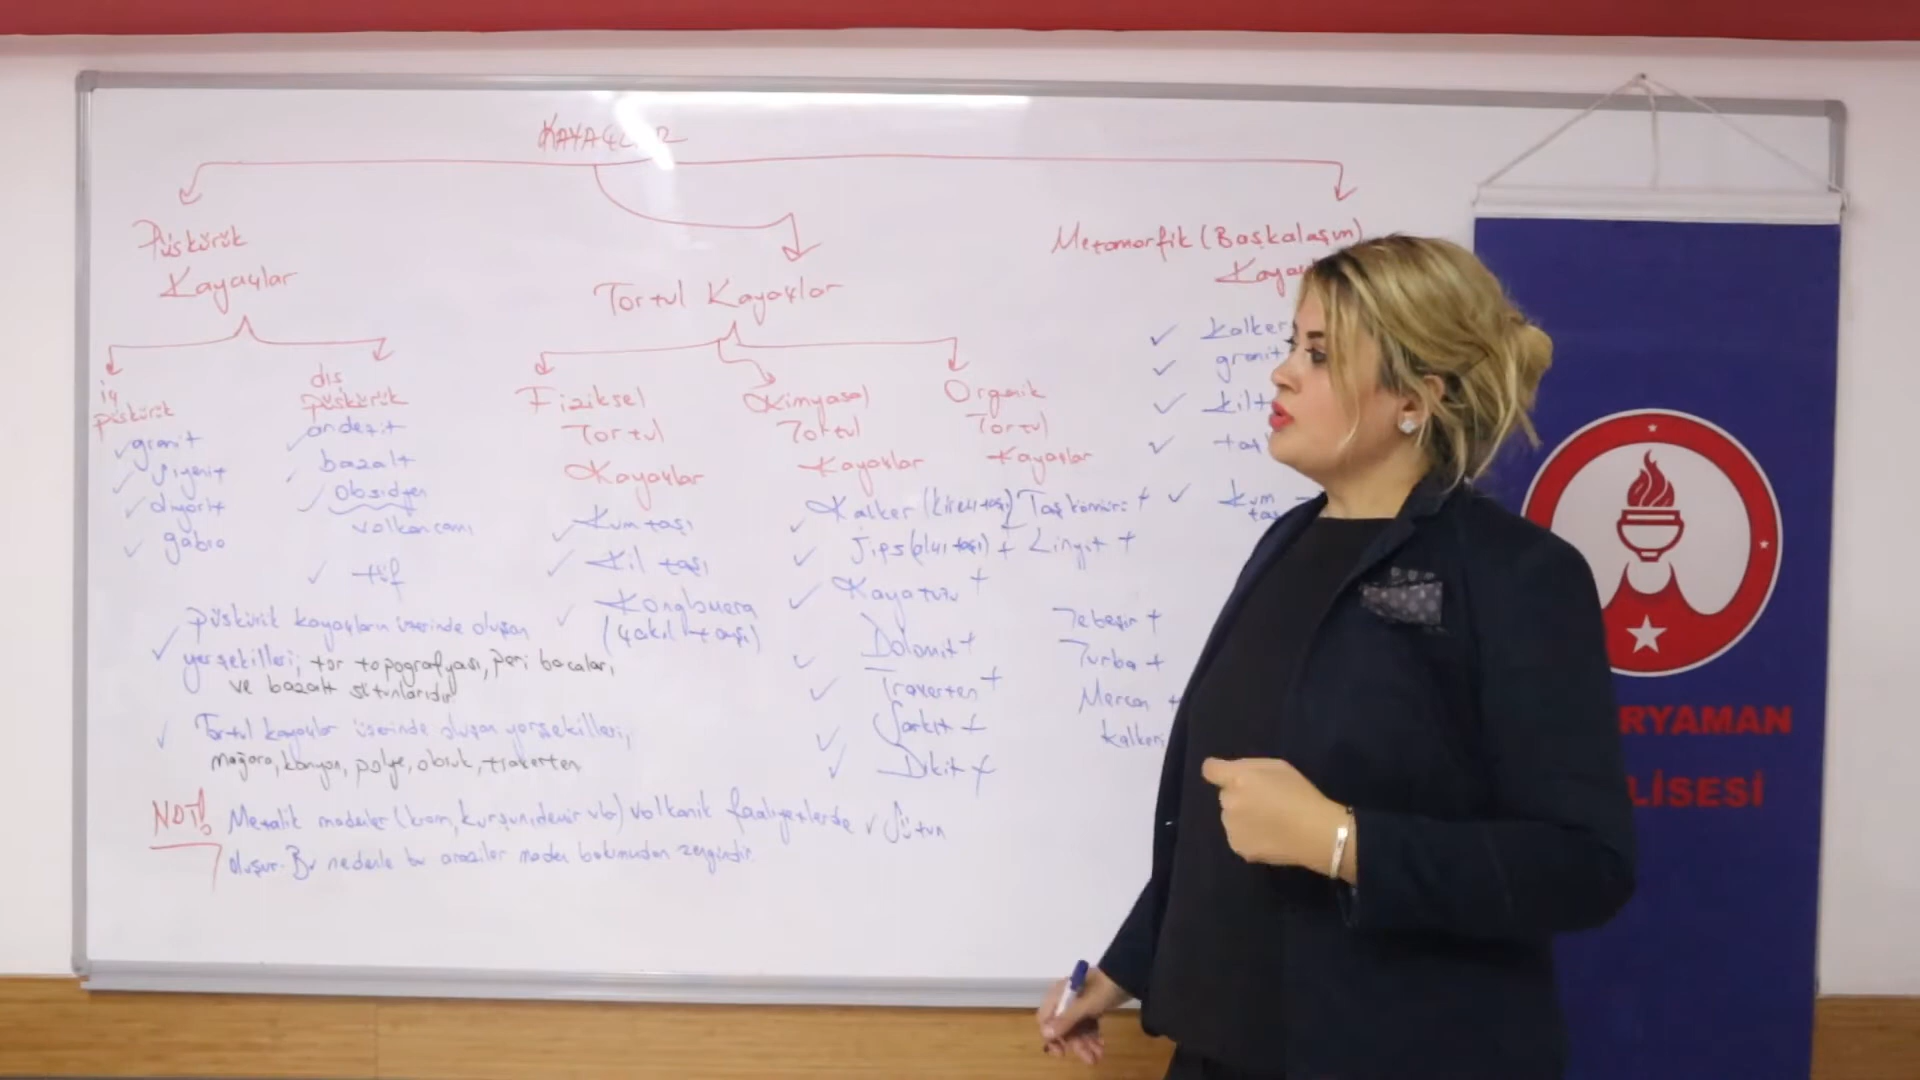 KAYAÇLAR
Püskürük
Kayaçlar
iç
püskürük
granit
siyenit
diyorit
gabro
dış
püskürük
andezit
bazalt
obsidyen
volkan camı
tüf
Tortul Kayaçlar
Fiziksel
Tortul
Kayaçlar
Kum taşı
Kil taşı
Konglomera
(çakıl taşı)
Kimyasal
Tortul
Kayaçlar
Kalker (kireç taşı)
Jips (alçı taşı) +
Kaya tuzu +
Dolomit +
Traverten +
Sarkıt +
Dikit +
Sütun
Organik
Tortul
Kayaçlar
Taş kömürü +
Linyit +
Tebeşir +
Turba +
Mercan +
kalkeri
Metamorfik (Başkalaşım)
kalker
granit
kil
kum
Püskürük kayaçların üzerinde oluşan
yerşekilleri; tor topografyası, peri bacaları,
ve bazalt sütunlarıdır.
Tortul kayaçlar üzerinde oluşan yerşekilleri;
mağara, kanyon, polye, obruk, traverten
NOT! Metalik madenler (krom, kurşun, demir vb) volkanik faaliyetlerde
oluşur. Bu nedenle bu araziler maden bakımından zengindir.
RYAMAN
LİSESİ